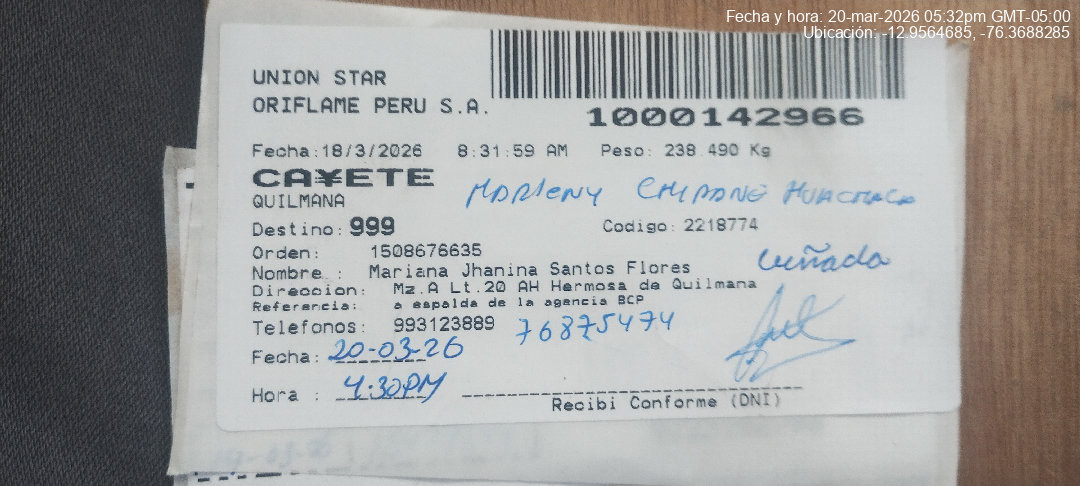 Fecha y hora: 20-mar-2026 05:32pm GMT-05:00
Ubicación: -12.9564685, -76.3688285
UNION STAR
ORIFLAME PERU S.A.
1000142966
Fecha:18/3/2026 8:31:59 AM Peso: 238.490 Kg
CA¥ETE
QUILMANA
Destino: 999 Codigo: 2218774
Orden: 1508676635
cuñada
Nombre : Mariana Jhanina Santos Flores
Direccion: Mz.A Lt.20 AH Hermosa de Quilmana
Referencia: a espalda de la agencia BCP
Telefonos: 993123889 76875474
Fecha: 20-03-26
Hora : 4:30PM
Recibi Conforme (DNI)